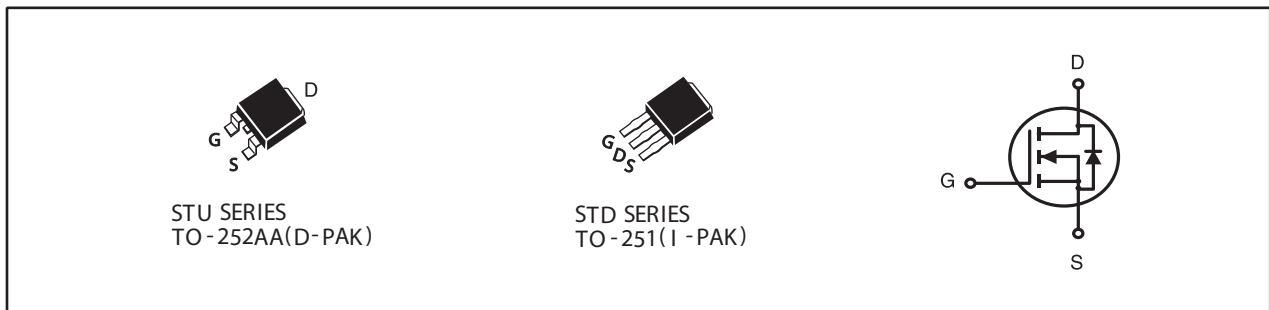 D
G
S
STU SERIES
TO-252AA(D-PAK)
G
D
S
STD SERIES
TO-251(I-PAK)
D
G
S